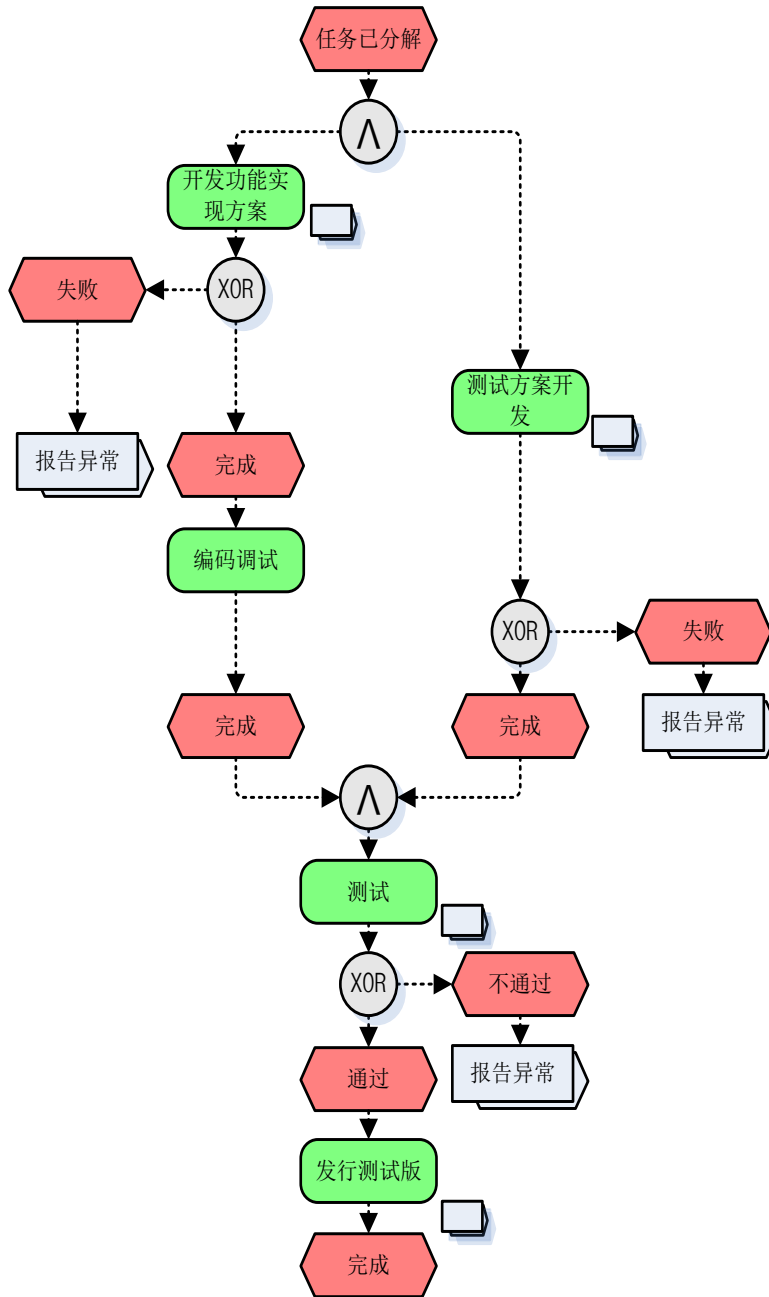 任务已分解
Λ
开发功能实
现方案
失败
XOR
测试方案开
发
报告异常
完成
编码调试
XOR
失败
完成
完成
报告异常
Λ
测试
XOR
不通过
通过
报告异常
发行测试版
完成